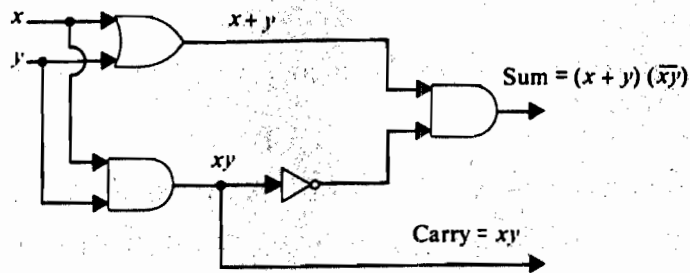 x
x + y
y
Sum = (x + y) (x̅y̅)
xy
Carry = xy